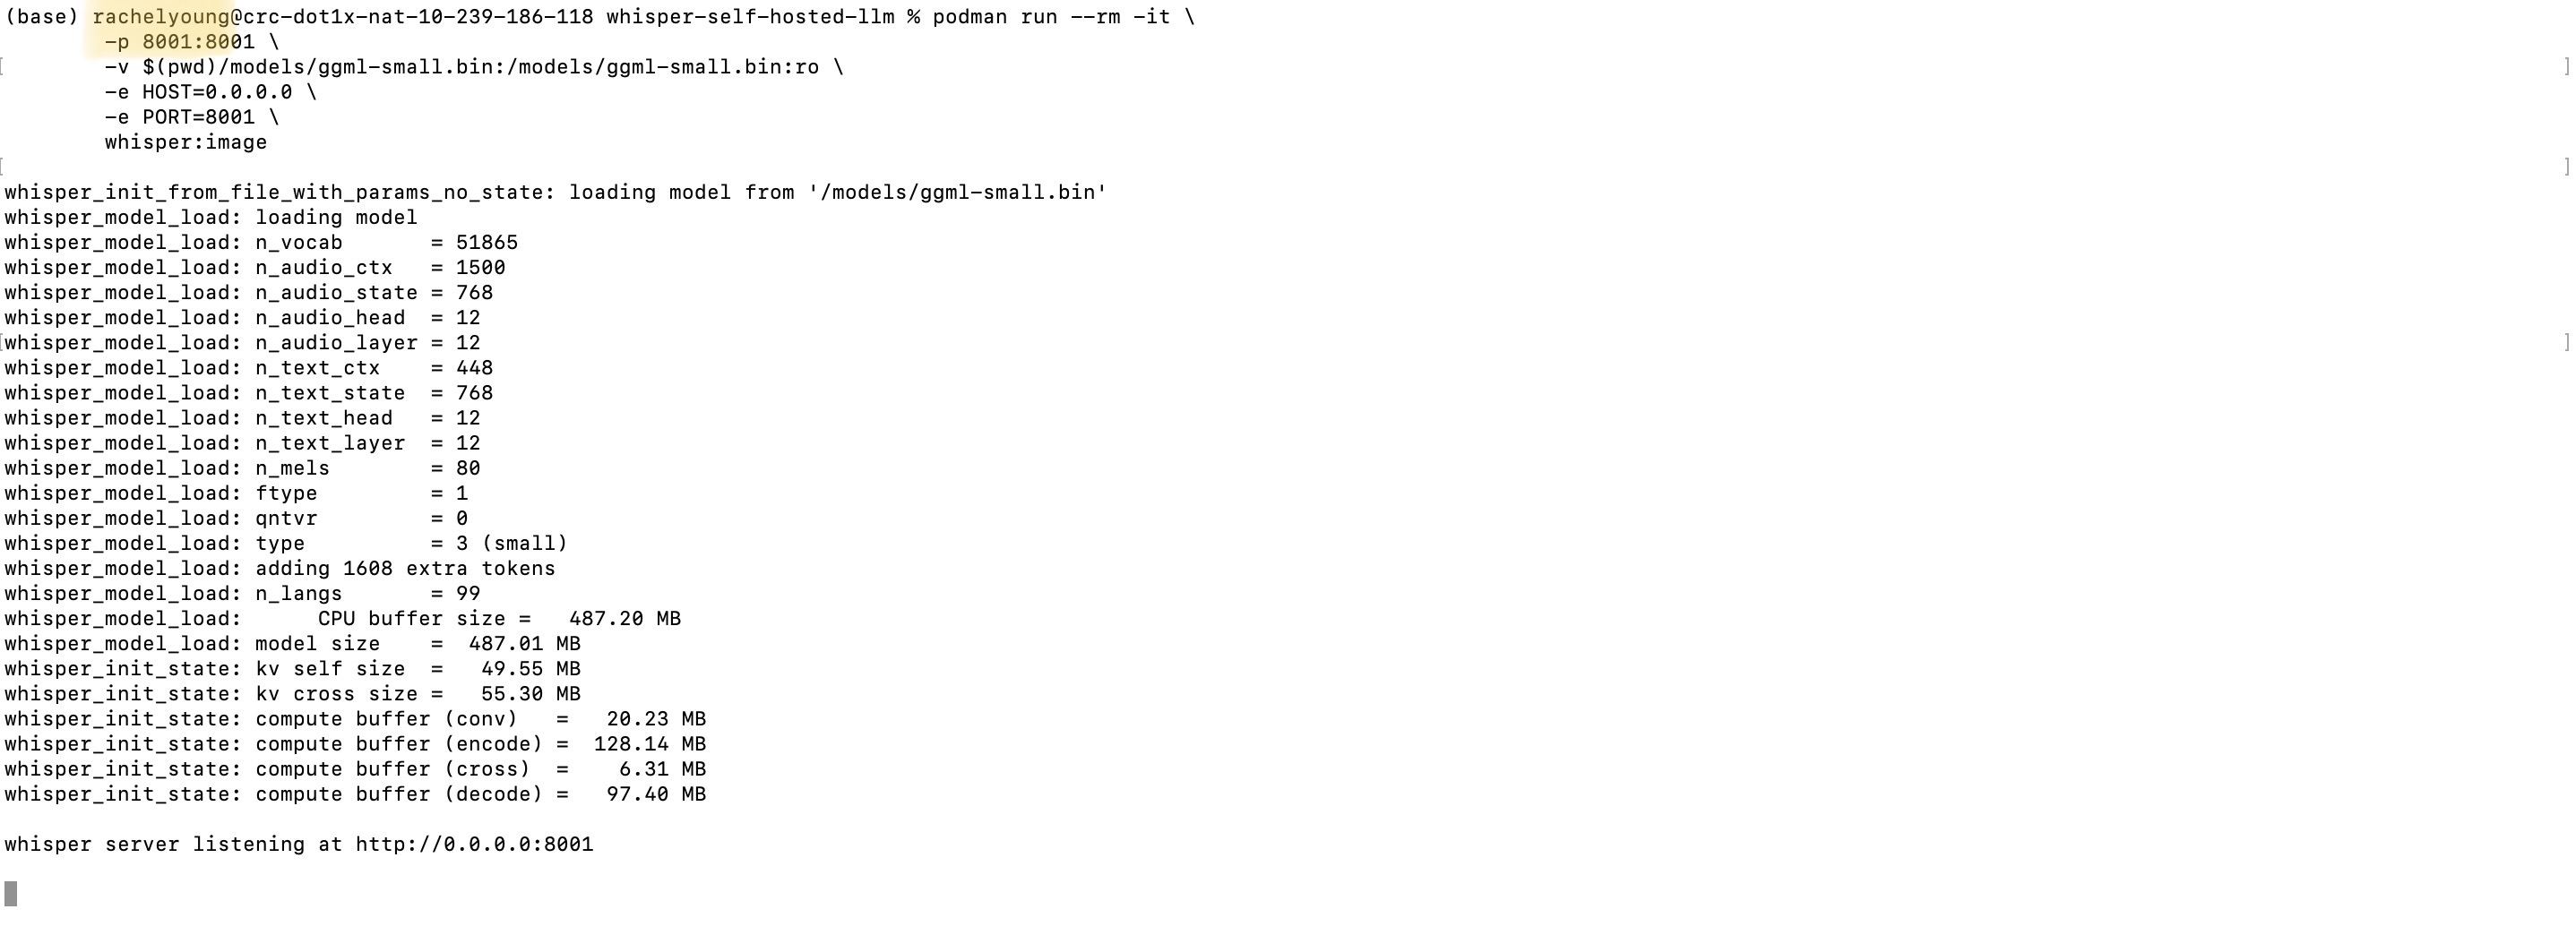 (base) rachelyoung@crc-dot1x-nat-10-239-186-118 whisper-self-hosted-llm % podman run --rm -it \
        -p 8001:8001 \
[        -v $(pwd)/models/ggml-small.bin:/models/ggml-small.bin:ro \ ]
        -e HOST=0.0.0.0 \
        -e PORT=8001 \
        whisper:image
[ ]
whisper_init_from_file_with_params_no_state: loading model from '/models/ggml-small.bin'
whisper_model_load: loading model
whisper_model_load: n_vocab       = 51865
whisper_model_load: n_audio_ctx   = 1500
whisper_model_load: n_audio_state = 768
whisper_model_load: n_audio_head  = 12
[whisper_model_load: n_audio_layer = 12 ]
whisper_model_load: n_text_ctx    = 448
whisper_model_load: n_text_state  = 768
whisper_model_load: n_text_head   = 12
whisper_model_load: n_text_layer  = 12
whisper_model_load: n_mels        = 80
whisper_model_load: ftype         = 1
whisper_model_load: qntvr         = 0
whisper_model_load: type          = 3 (small)
whisper_model_load: adding 1608 extra tokens
whisper_model_load: n_langs       = 99
whisper_model_load:      CPU buffer size =   487.20 MB
whisper_model_load: model size    =  487.01 MB
whisper_init_state: kv self size  =   49.55 MB
whisper_init_state: kv cross size =   55.30 MB
whisper_init_state: compute buffer (conv)   =   20.23 MB
whisper_init_state: compute buffer (encode) =  128.14 MB
whisper_init_state: compute buffer (cross)  =    6.31 MB
whisper_init_state: compute buffer (decode) =   97.40 MB
whisper server listening at http://0.0.0.0:8001